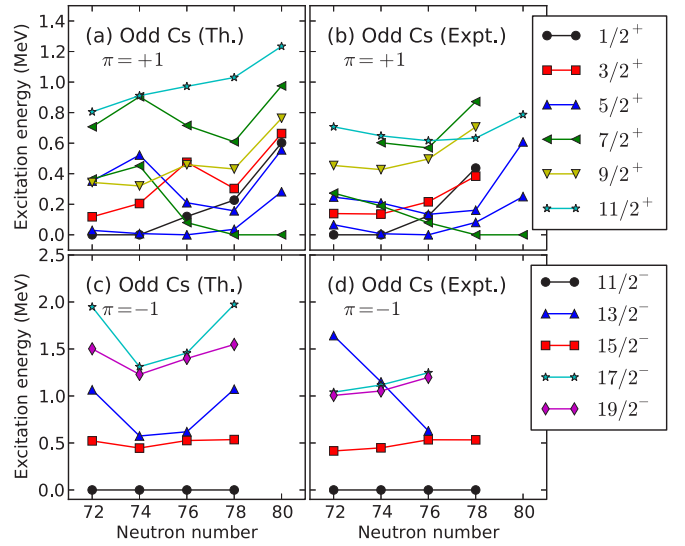 (a) Odd Cs (Th.)
π=+1
(b) Odd Cs (Expt.)
π=+1
Excitation energy (MeV)
1.4
1.2
1.0
0.8
0.6
0.4
0.2
0.0
1/2⁺
3/2⁺
5/2⁺
7/2⁺
9/2⁺
11/2⁺
(c) Odd Cs (Th.)
π=−1
(d) Odd Cs (Expt.)
π=−1
Excitation energy (MeV)
2.5
2.0
1.5
1.0
0.5
0.0
11/2⁻
13/2⁻
15/2⁻
17/2⁻
19/2⁻
72 74 76 78 80
72 74 76 78 80
Neutron number
Neutron number